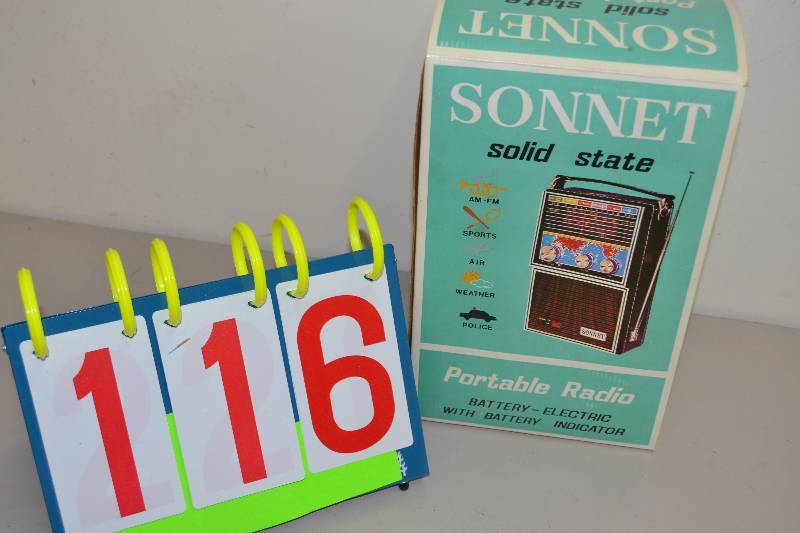 116
Portable
solid state
SONNET
SONNET
solid state
AM-FM
SPORTS
AIR
WEATHER
POLICE
SONNET
Portable Radio
BATTERY-ELECTRIC
WITH BATTERY INDICATOR